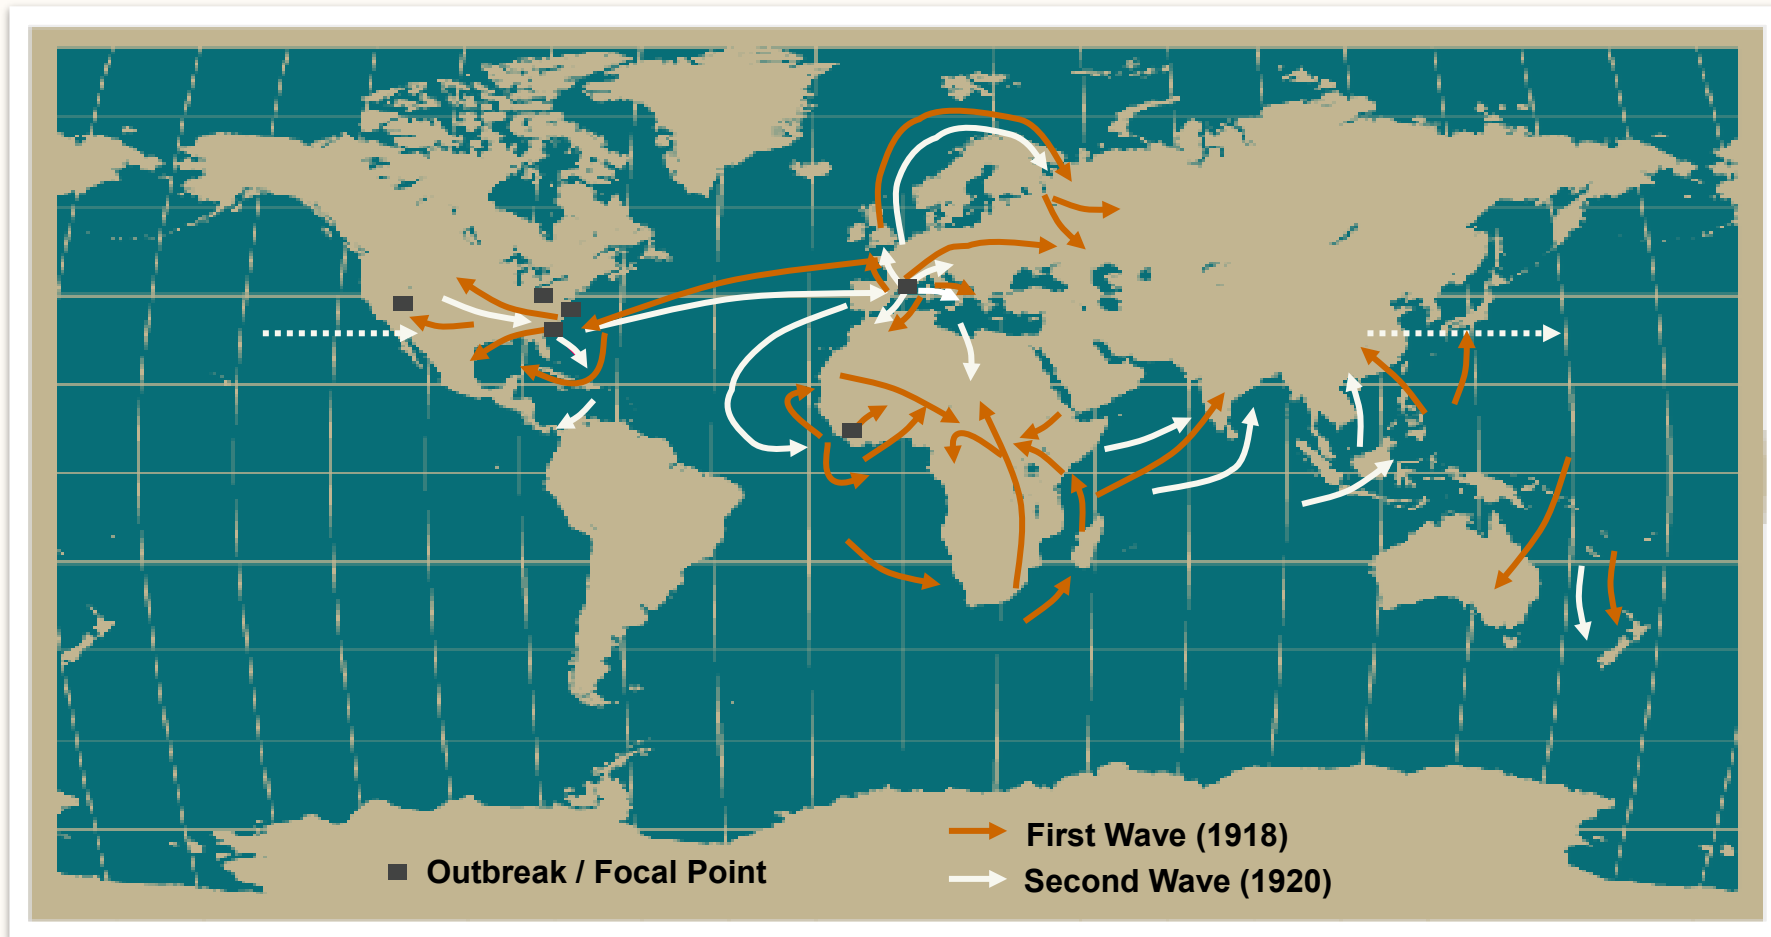 First Wave (1918)
Outbreak / Focal Point
Second Wave (1920)